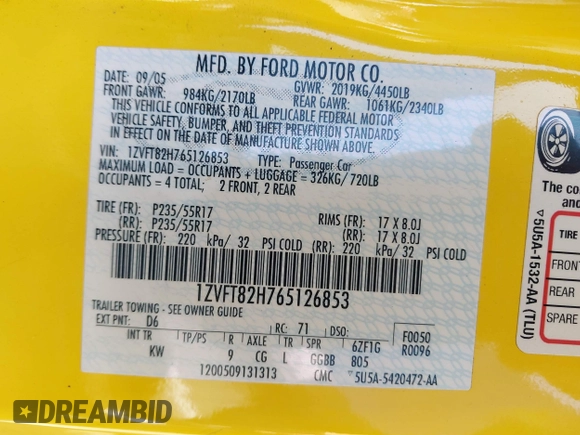 MFD. BY FORD MOTOR CO.
DATE: 09/05 GVWR: 2019KG/4450LB
FRONT GAWR: 984KG/2170LB REAR GAWR: 1061KG/2340LB
THIS VEHICLE CONFORMS TO ALL APPLICABLE FEDERAL MOTOR
VEHICLE SAFETY, BUMPER, AND THEFT PREVENTION STANDARDS
IN EFFECT ON THE DATE OF MANUFACTURE SHOWN ABOVE.
VIN: 1ZVFT82H765126853 TYPE: Passenger Car
MAXIMUM LOAD = OCCUPANTS + LUGGAGE = 326KG/720LB
OCCUPANTS = 4 TOTAL; 2 FRONT, 2 REAR
TIRE (FR): P235/55R17 RIMS (FR): 17 X 8.0J
(RR): P235/55R17 (RR): 17 X 8.0J
PRESSURE (FR): 220 kPa/ 32 PSI COLD (RR): 220 kPa/ 32 PSI COLD
1ZVFT82H765126853
TRAILER TOWING - SEE OWNER GUIDE
EXT PNT: D6 RC: 71 DSO: F0050
INT TR TP/PS R AXLE TR SPR 6ZF1G R0096
KW 9 CG L GGBB 805
1200509131313 CMC ▽ 5U5A-5420472-AA
The co
and
TIRE
FRONT
REAR
SPARE
▽ 5U5A-1532-AA (TLU)
DREAMBID